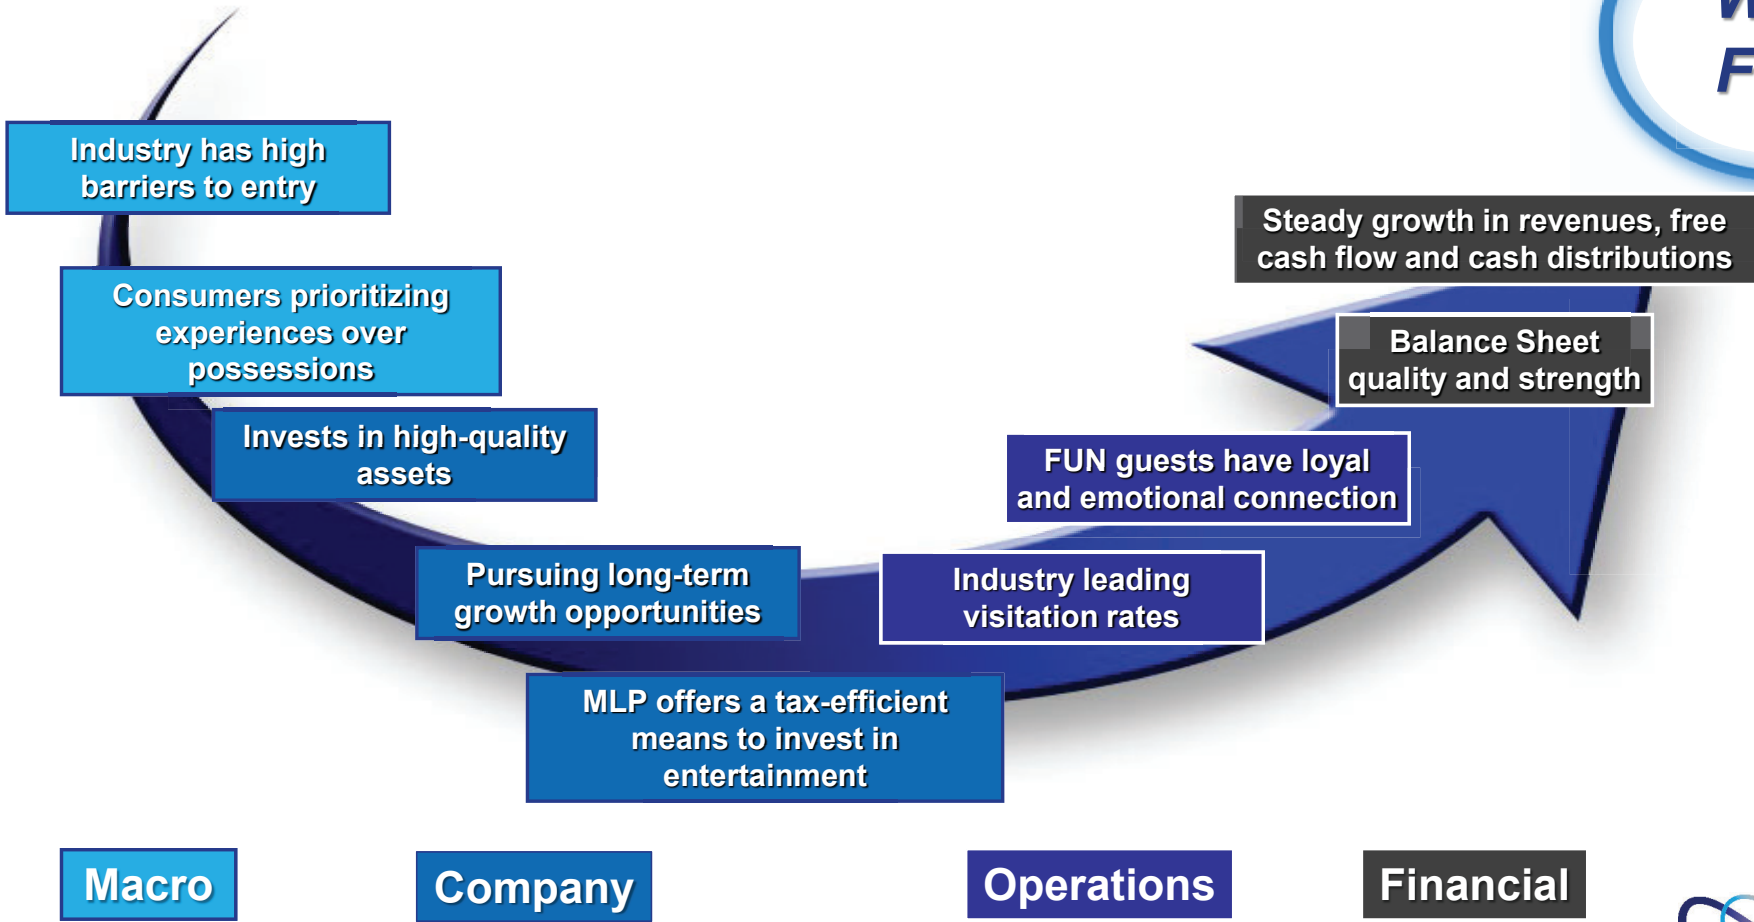 Industry has high
barriers to entry
Consumers prioritizing
experiences over
possessions
Invests in high-quality
assets
Pursuing long-term
growth opportunities
MLP offers a tax-efficient
means to invest in
entertainment
Industry leading
visitation rates
FUN guests have loyal
and emotional connection
Balance Sheet
quality and strength
Steady growth in revenues, free
cash flow and cash distributions
Macro
Company
Operations
Financial